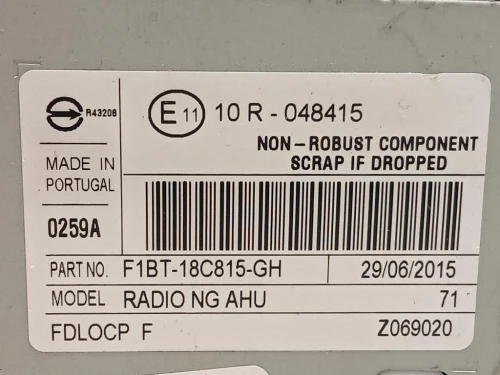 R43208
E 11 10 R - 048415
NON-ROBUST COMPONENT
SCRAP IF DROPPED
MADE IN
PORTUGAL
0259A
PART NO. F1BT-18C815-GH 29/06/2015
MODEL RADIO NG AHU 71
FDLOCP F Z069020